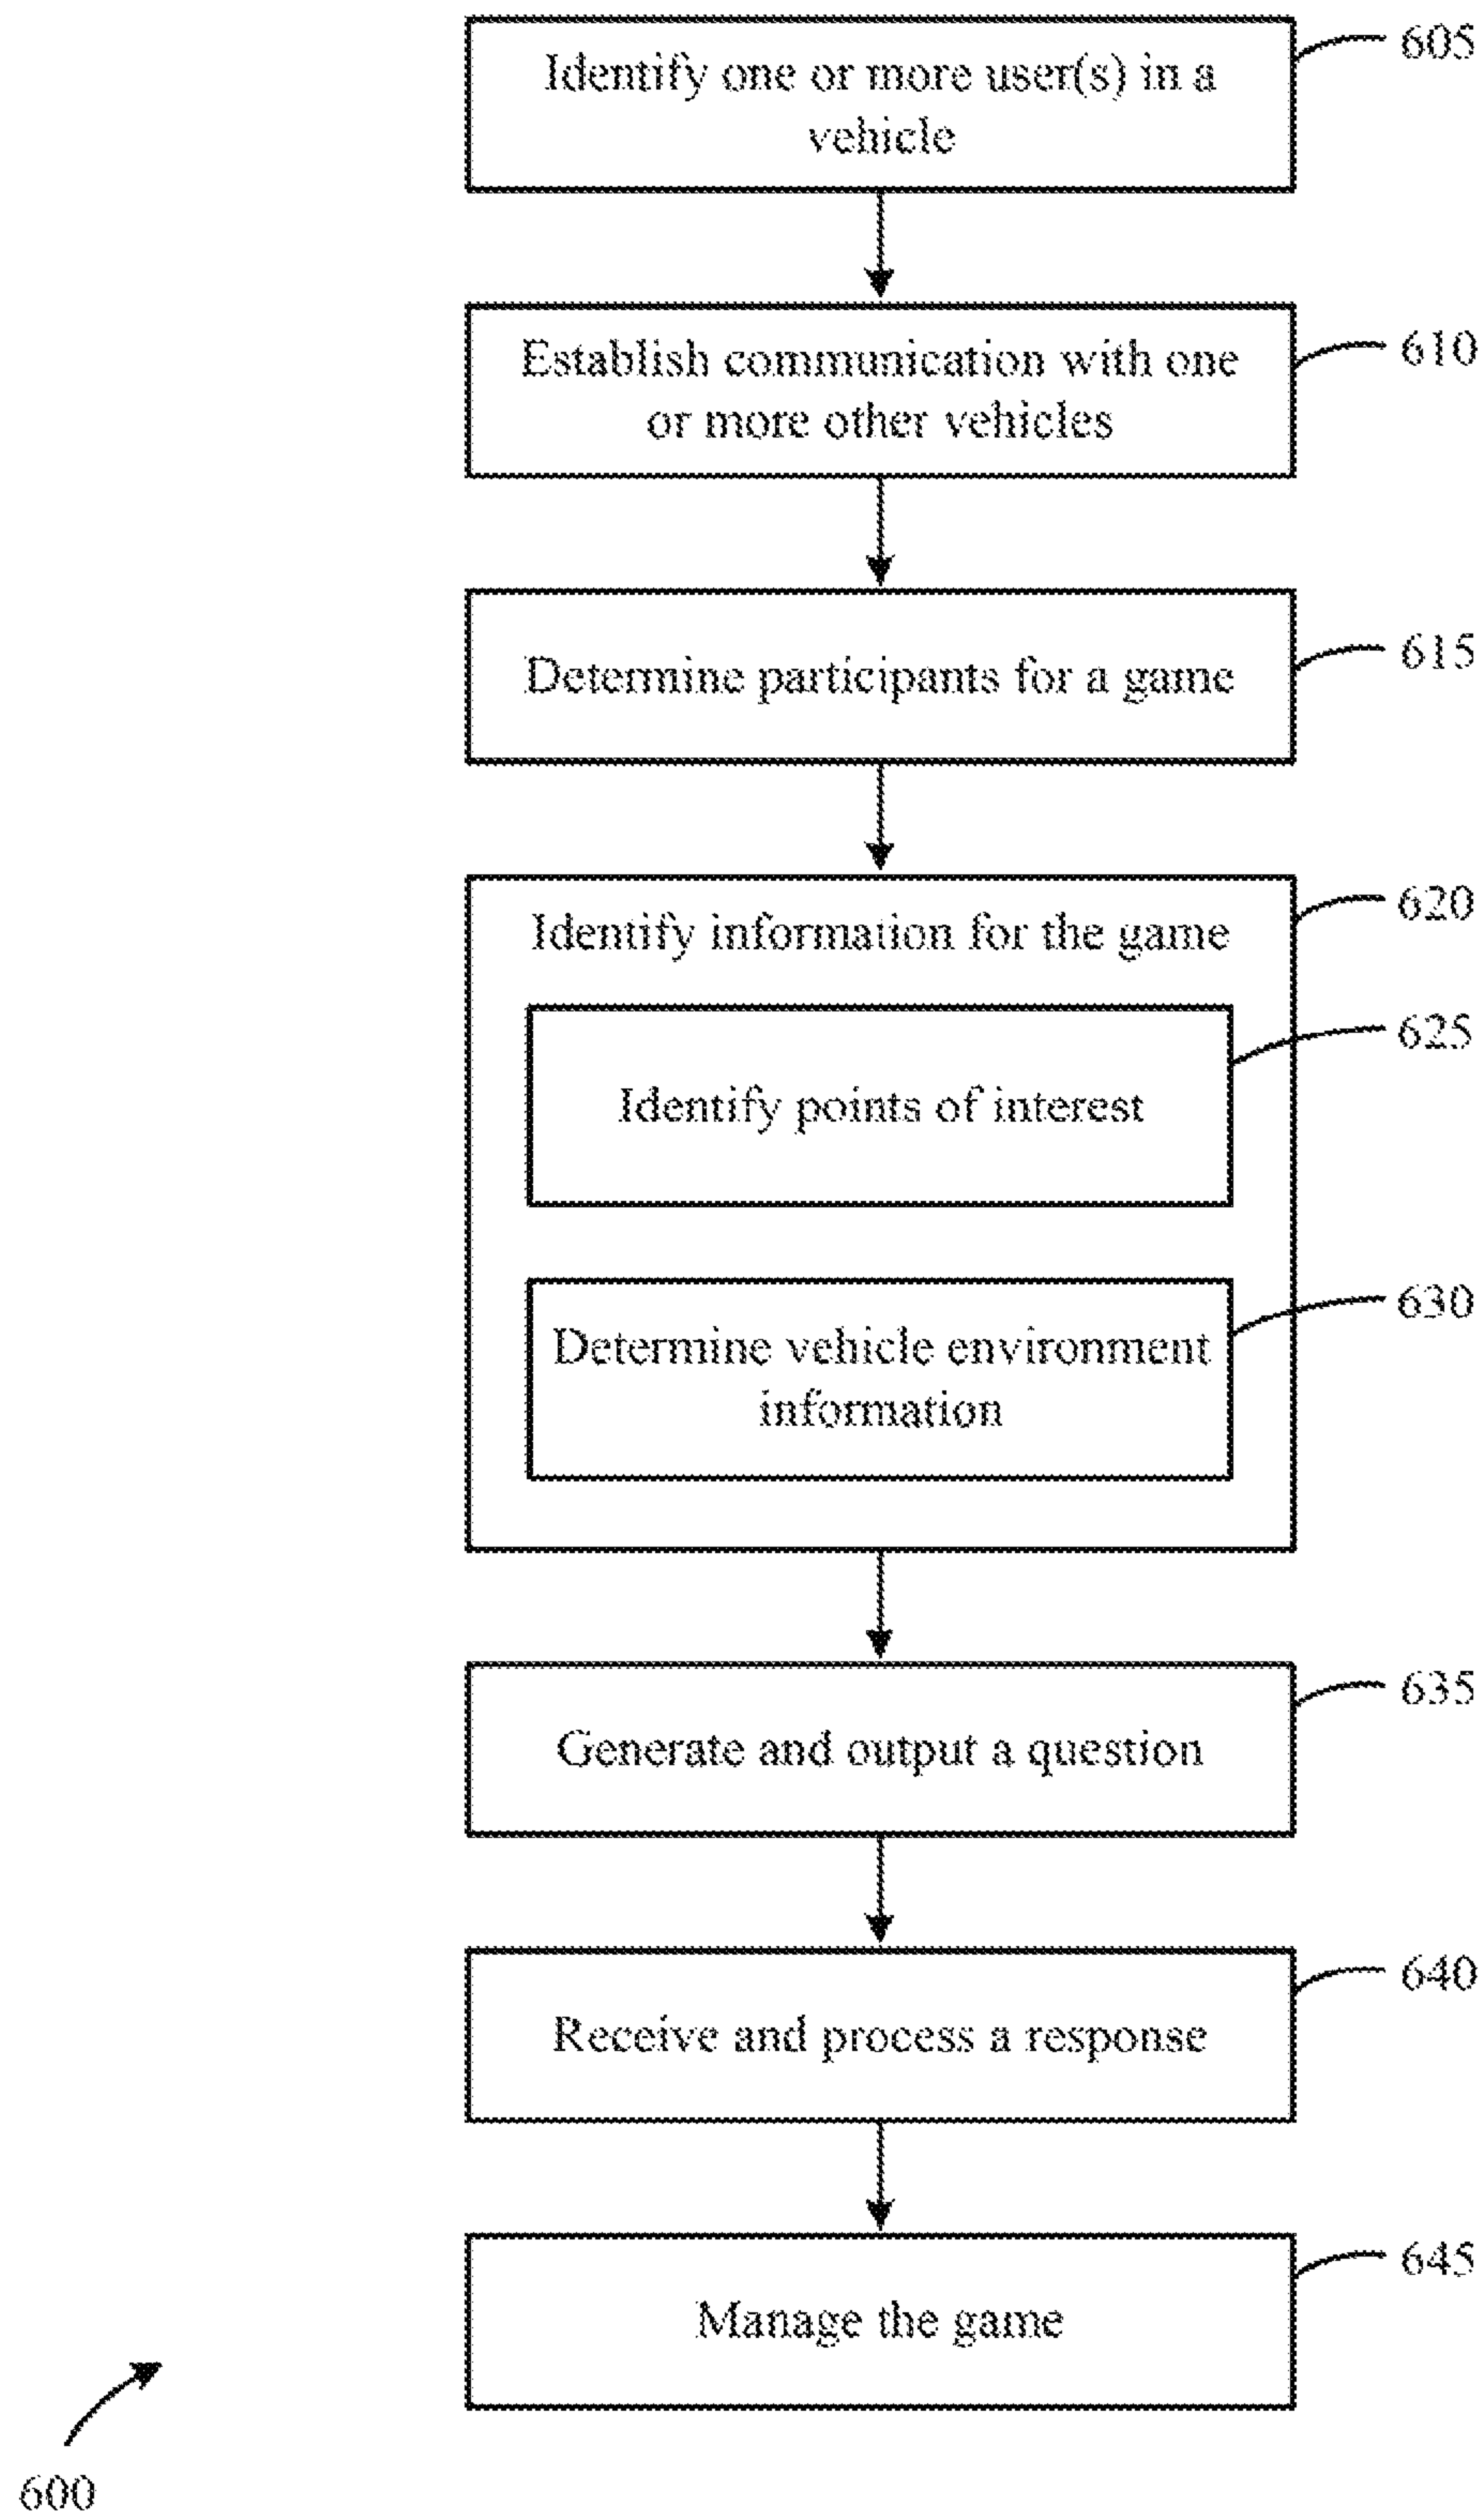 605
Identify one or more user(s) in a
vehicle
610
Establish communication with one
or more other vehicles
615
Determine participants for a game
620
Identify information for the game
625
Identify points of interest
630
Determine vehicle environment
information
635
Generate and output a question
640
Receive and process a response
645
Manage the game
600